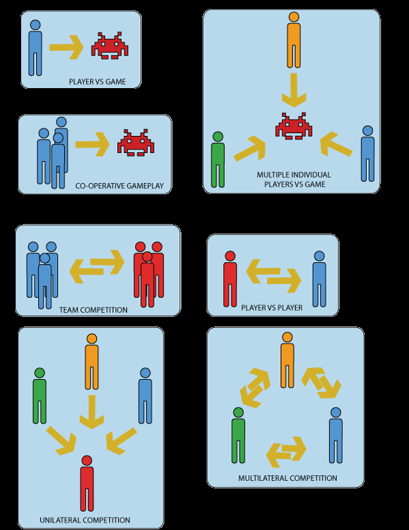 PLAYER VS GAME
CO-OPERATIVE GAMEPLAY
MULTIPLE INDIVIDUAL
PLAYERS VS GAME
TEAM COMPETITION
PLAYER VS PLAYER
UNILATERAL COMPETITION
MULTILATERAL COMPETITION